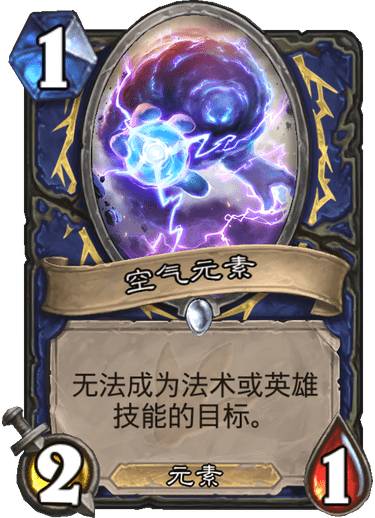 1
空气元素
无法成为法术或英雄
技能的目标。
2
元素
1